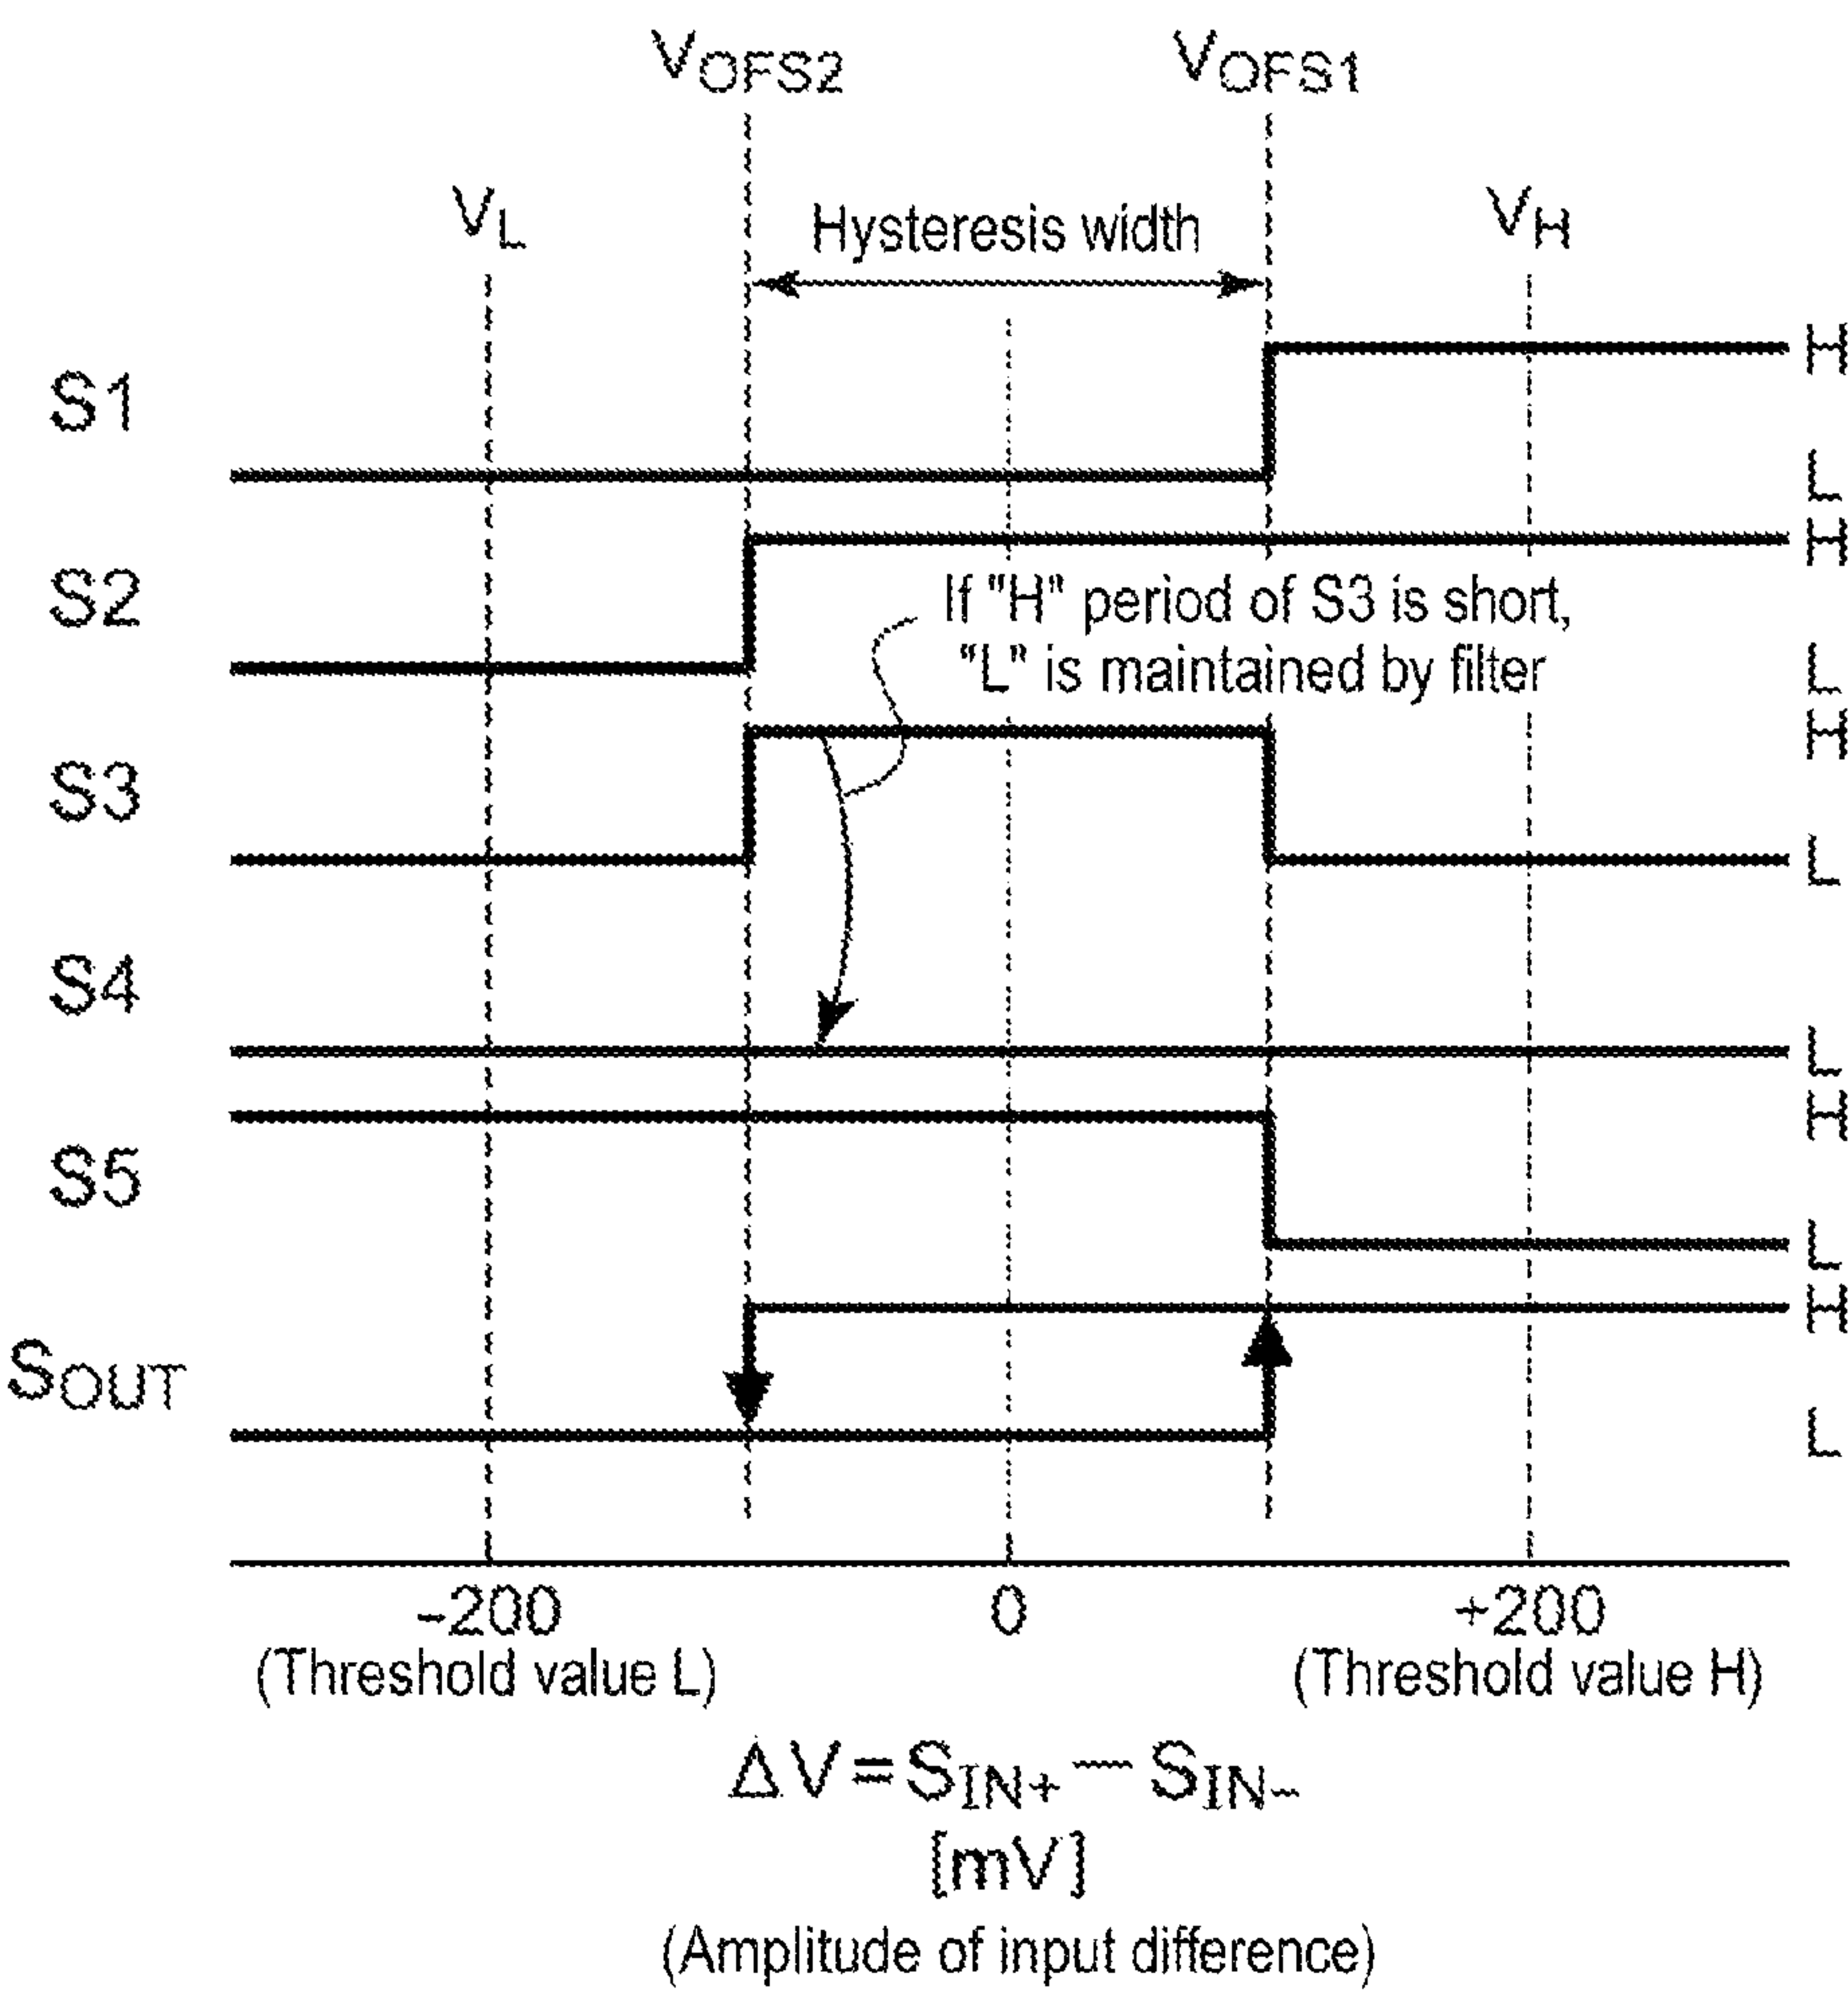 VOFS2 VOFS1
VL Hysteresis width VH
H
S1
L
H
S2
If "H" period of S3 is short,
"L" is maintained by filter
L
H
S3
L
S4
L
H
S5
L
H
SOUT
L
-200 0 +200
(Threshold value L) (Threshold value H)
ΔV=SIN+−SIN−
[mV]
(Amplitude of input difference)